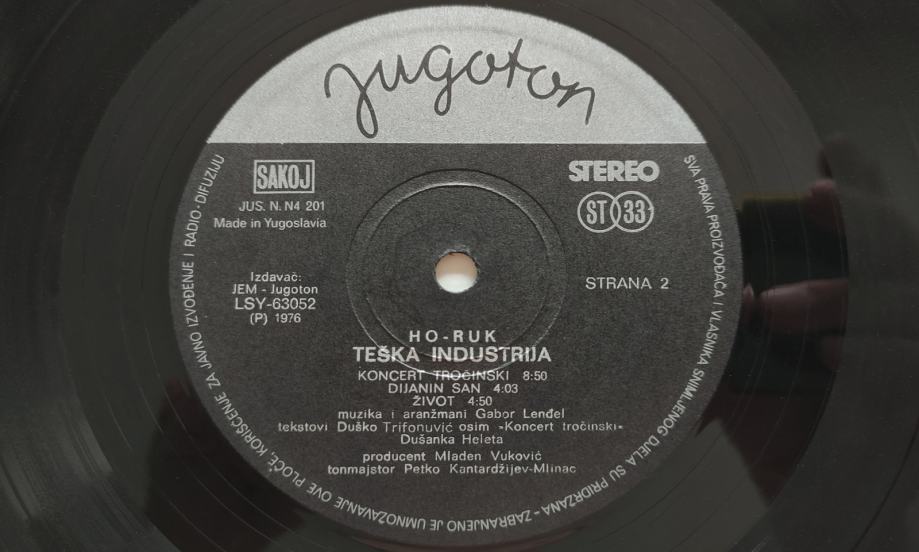 jugoton
SAKOJ
JUS. N. N4 201
Made in Yugoslavia
STEREO
ST 33
Izdavač:
JEM - Jugoton
LSY-63052
(P) 1976
STRANA 2
HO-RUK
TEŠKA INDUSTRIJA
KONCERT TROČINSKI 8:50
DIJANIN SAN 4:03
ŽIVOT 4:50
muzika i aranžmani Gabor Lenđel
tekstovi Duško Trifonuvić osim »Koncert tročinski»
Dušanka Heleta
producent Mladen Vuković
tonmajstor Petko Kantardžijev-Mlinac
SVA PRAVA PROIZVOĐAČA I VLASNIKA SNIMLJENOG DJELA SU PRIDRŽANA - ZABRANJENO JE UMNOŽAVANJE OVE PLOČE, KORIŠĆENJE ZA JAVNO IZVOĐENJE I RADIO-DIFUZIJU